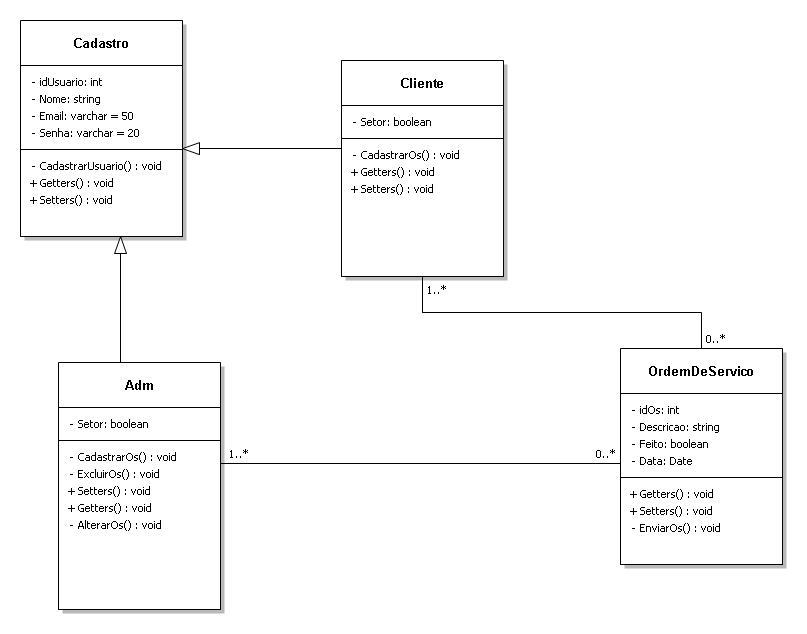 Cadastro
- idUsuario: int
- Nome: string
- Email: varchar = 50
- Senha: varchar = 20
- CadastrarUsuario() : void
+ Getters() : void
+ Setters() : void
Cliente
- Setor: boolean
- CadastrarOs() : void
+ Getters() : void
+ Setters() : void
1..*
0..*
Adm
- Setor: boolean
- CadastrarOs() : void
- ExcluirOs() : void
+ Setters() : void
+ Getters() : void
- AlterarOs() : void
1..*
0..*
OrdemDeServico
- idOs: int
- Descricao: string
- Feito: boolean
- Data: Date
+ Getters() : void
+ Setters() : void
- EnviarOs() : void